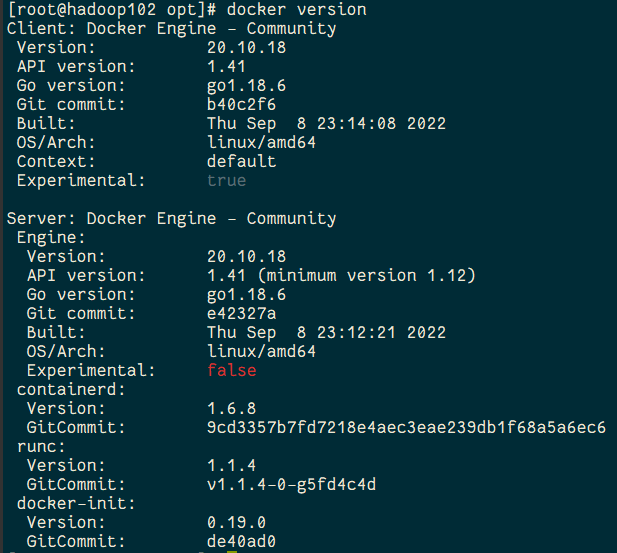 [root@hadoop102 opt]# docker version
Client: Docker Engine - Community
 Version:           20.10.18
 API version:       1.41
 Go version:        go1.18.6
 Git commit:        b40c2f6
 Built:             Thu Sep  8 23:14:08 2022
 OS/Arch:           linux/amd64
 Context:           default
 Experimental:      true

Server: Docker Engine - Community
 Engine:
  Version:          20.10.18
  API version:      1.41 (minimum version 1.12)
  Go version:       go1.18.6
  Git commit:       e42327a
  Built:            Thu Sep  8 23:12:21 2022
  OS/Arch:          linux/amd64
  Experimental:     false
 containerd:
  Version:          1.6.8
  GitCommit:        9cd3357b7fd7218e4aec3eae239db1f68a5a6ec6
 runc:
  Version:          1.1.4
  GitCommit:        v1.1.4-0-g5fd4c4d
 docker-init:
  Version:          0.19.0
  GitCommit:        de40ad0